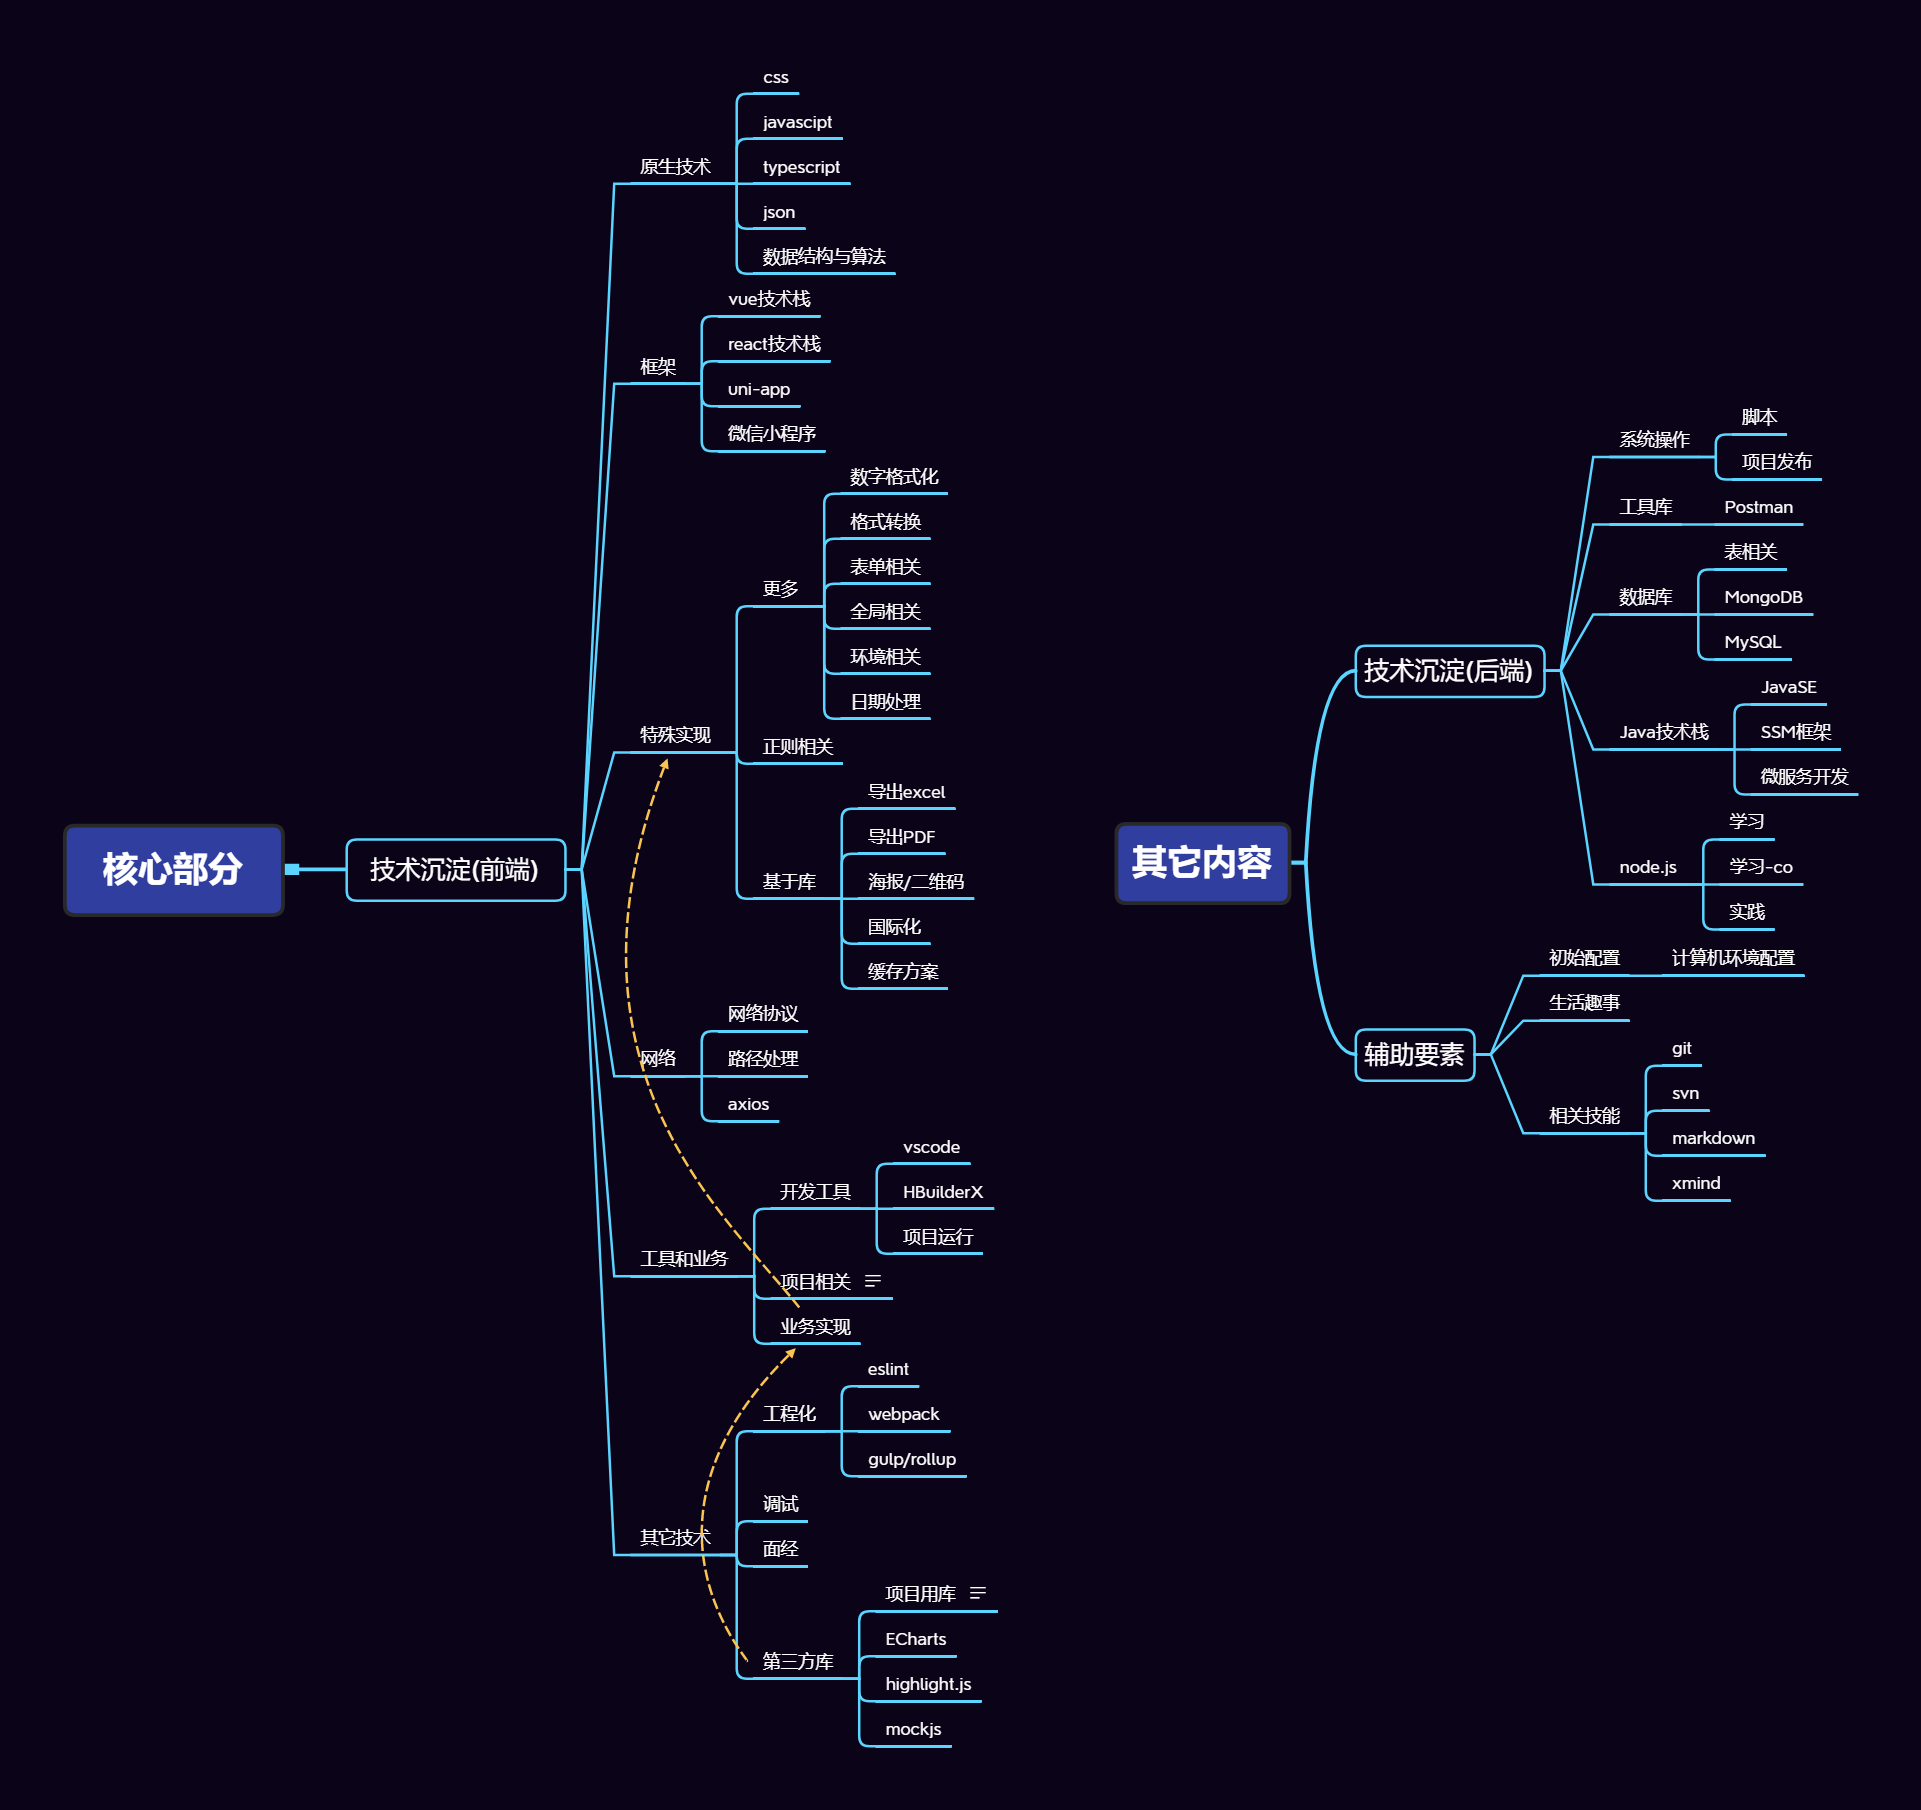 核心部分
技术沉淀(前端)
原生技术
css
javascipt
typescript
json
数据结构与算法
框架
vue技术栈
react技术栈
uni-app
微信小程序
特殊实现
更多
数字格式化
格式转换
表单相关
全局相关
环境相关
日期处理
正则相关
基于库
导出excel
导出PDF
海报/二维码
国际化
缓存方案
网络
网络协议
路径处理
axios
工具和业务
开发工具
vscode
HBuilderX
项目运行
项目相关
业务实现
其它技术
工程化
eslint
webpack
gulp/rollup
调试
面经
第三方库
项目用库
ECharts
highlight.js
mockjs
其它内容
技术沉淀(后端)
系统操作
脚本
项目发布
工具库
Postman
数据库
表相关
MongoDB
MySQL
Java技术栈
JavaSE
SSM框架
微服务开发
node.js
学习
学习-co
实践
辅助要素
初始配置
计算机环境配置
生活趣事
相关技能
git
svn
markdown
xmind